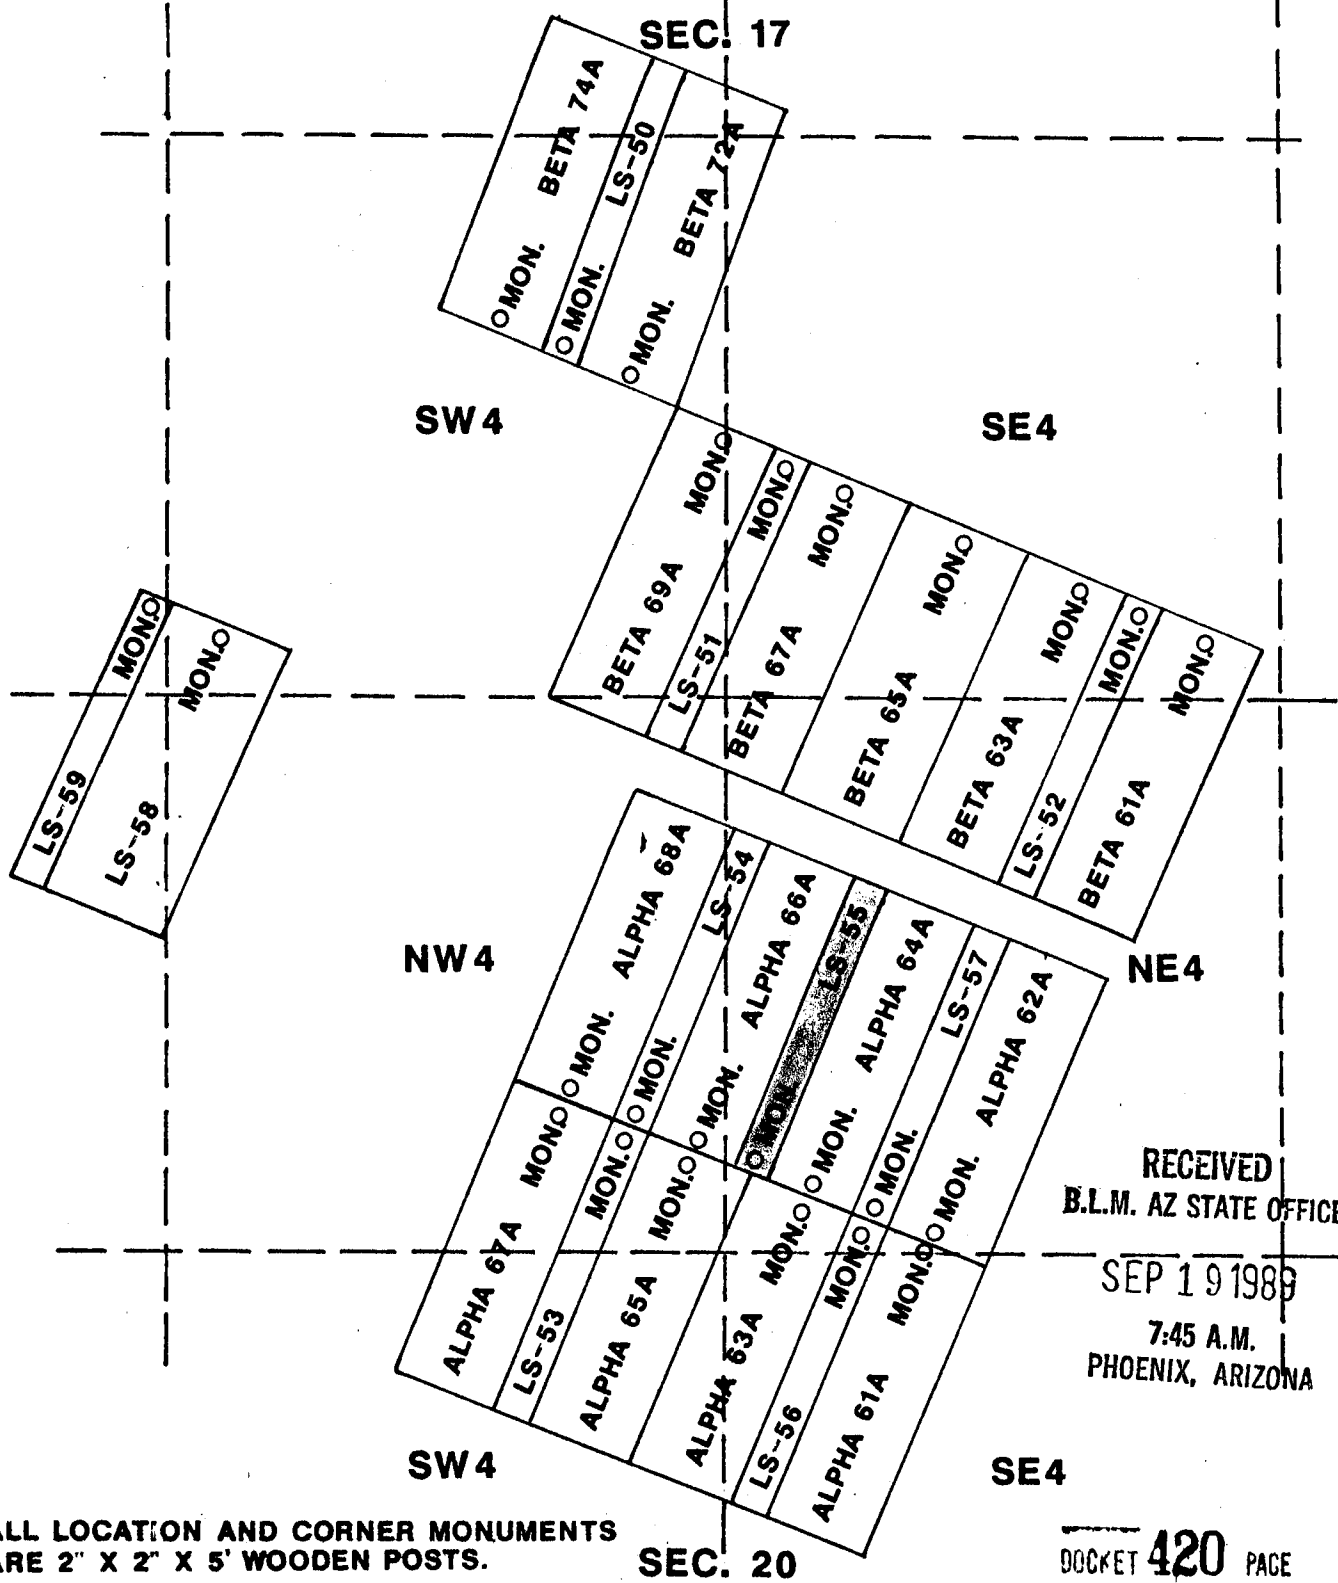 SEC. 17
BETA 74A
LS-50
BETA 72A
MON.
MON.
MON.
SW4
SE4
MON.
MON.
MON.
MON.
MON.
MON.
MON.
BETA 69A
LS-51
BETA 67A
BETA 65A
BETA 63A
LS-52
BETA 61A
MON.
MON.
LS-59
LS-58
ALPHA 68A
LS-54
ALPHA 66A
LS-55
ALPHA 64A
LS-57
ALPHA 62A
NW4
NE4
MON.
MON.
MON.
MON.
MON.
MON.
MON.
MON.
MON.
MON.
MON.
MON.
MON.
ALPHA 67A
LS-53
ALPHA 65A
ALPHA 63A
LS-56
ALPHA 61A
RECEIVED
B.L.M. AZ STATE OFFICE
SEP 19 1989
7:45 A.M.
PHOENIX, ARIZONA
SW4
SE4
ALL LOCATION AND CORNER MONUMENTS
ARE 2" X 2" X 5' WOODEN POSTS.
SEC. 20
DOCKET 420 PAGE